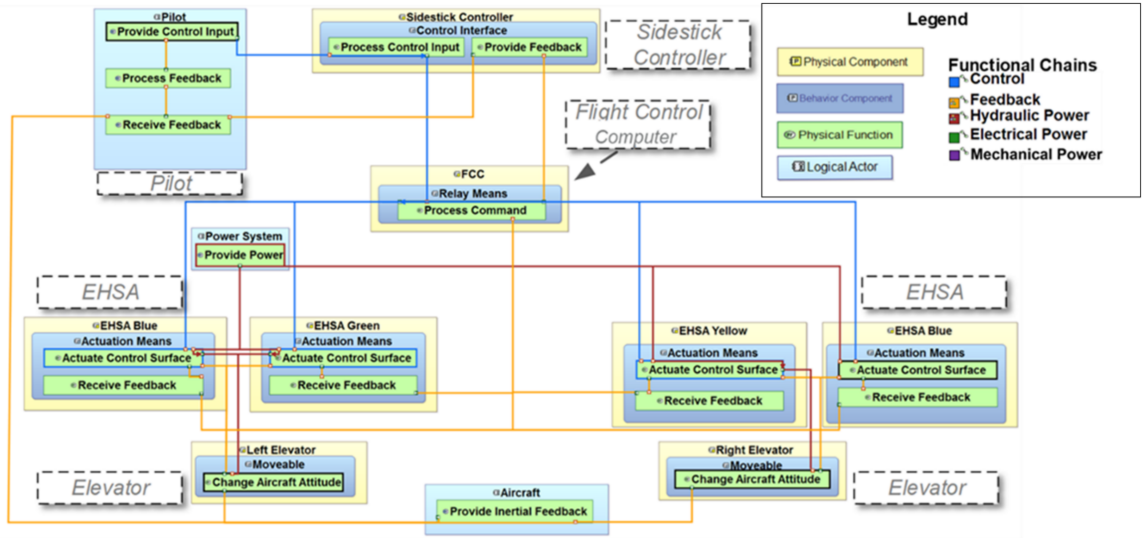 Pilot
Provide Control Input
Process Feedback
Receive Feedback
Pilot
Sidestick Controller
Control Interface
Process Control Input
Provide Feedback
Sidestick
Controller
Legend
Physical Component
Behavior Component
Physical Function
Logical Actor
Functional Chains
Control
Feedback
Hydraulic Power
Electrical Power
Mechanical Power
Flight Control
Computer
FCC
Relay Means
Process Command
Power System
Provide Power
EHSA
EHSA
EHSA Blue
Actuation Means
Actuate Control Surface
Receive Feedback
EHSA Green
Actuation Means
Actuate Control Surface
Receive Feedback
EHSA Yellow
Actuation Means
Actuate Control Surface
Receive Feedback
EHSA Blue
Actuation Means
Actuate Control Surface
Receive Feedback
Elevator
Left Elevator
Moveable
Change Aircraft Attitude
Right Elevator
Moveable
Change Aircraft Attitude
Elevator
Aircraft
Provide Inertial Feedback